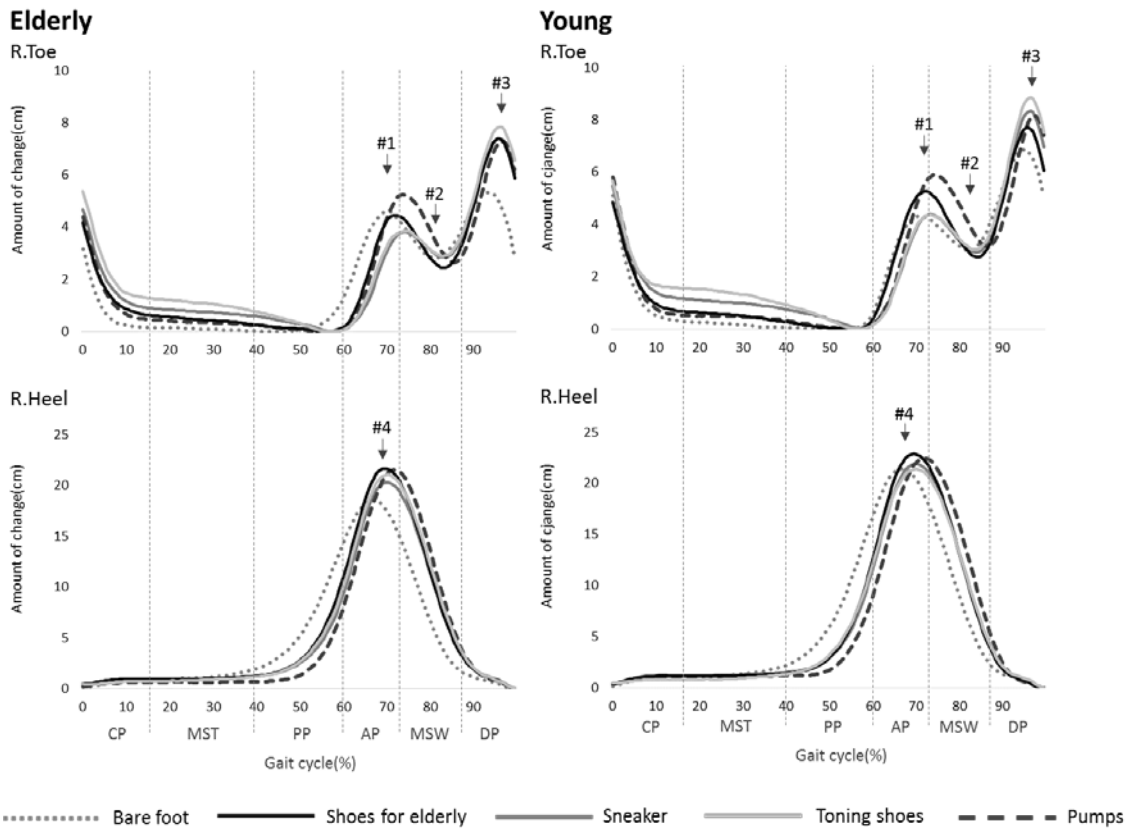 Elderly
R.Toe
Amount of change(cm)
10
8
6
4
2
0
#1
#2
#3
0 10 20 30 40 50 60 70 80 90
Young
R.Toe
Amount of cjange(cm)
10
8
6
4
2
0
#1
#2
#3
0 10 20 30 40 50 60 70 80 90
R.Heel
Amount of change(cm)
25
20
15
10
5
0
#4
0 10 20 30 40 50 60 70 80 90
CP MST PP AP MSW DP
Gait cycle(%)
R.Heel
Amount of cjange(cm)
25
20
15
10
5
0
#4
0 10 20 30 40 50 60 70 80 90
CP MST PP AP MSW DP
Gait cycle(%)
Bare foot Shoes for elderly Sneaker Toning shoes Pumps